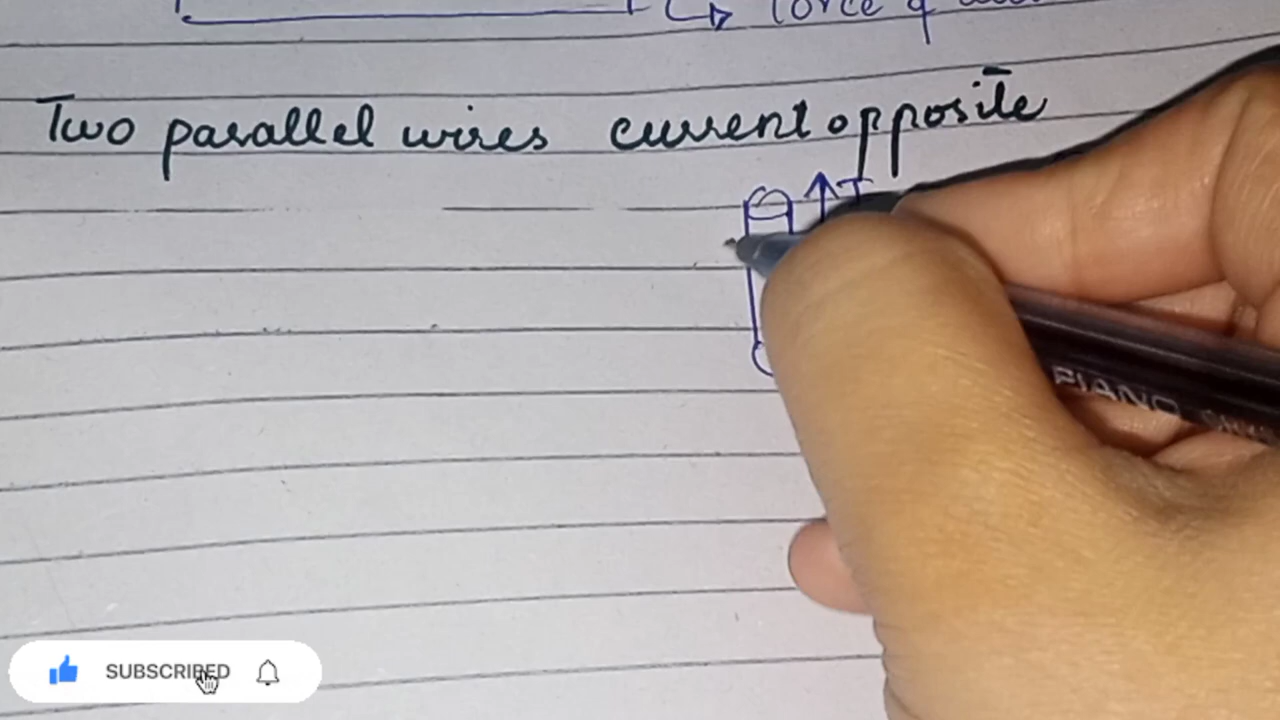 force of
Two parallel wires current opposite
I
PIANO
SUBSCRIBED